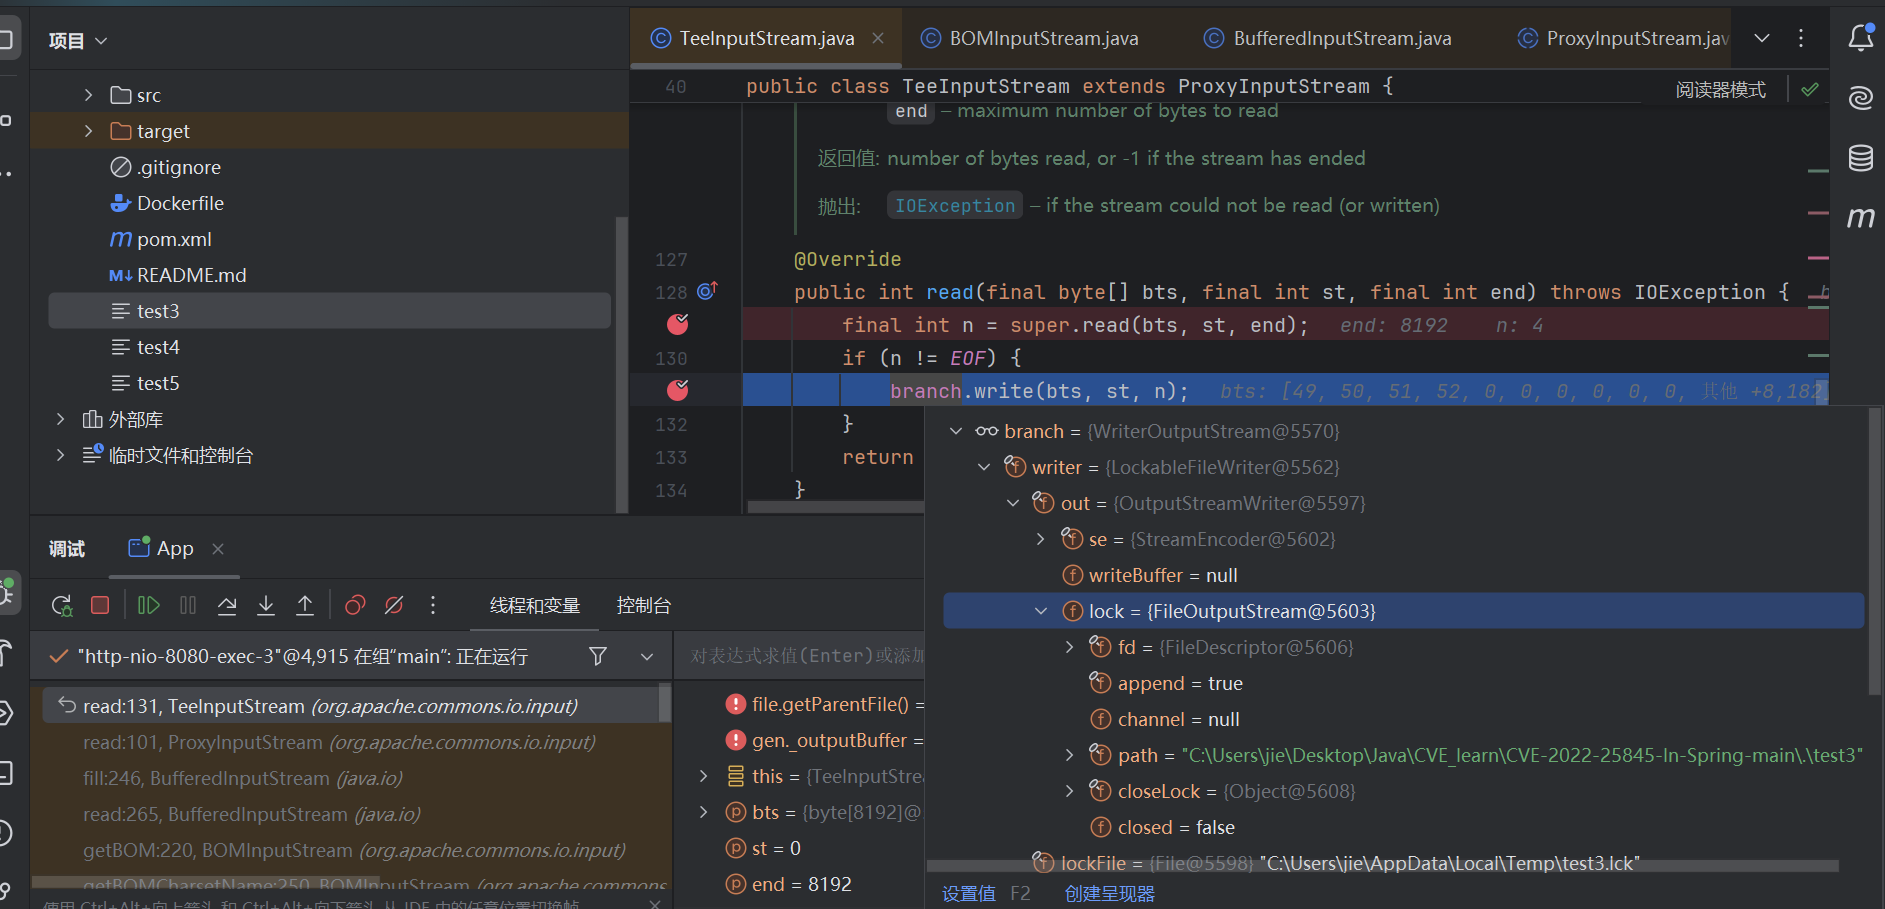 项目
src
target
.gitignore
Dockerfile
m pom.xml
M↓ README.md
test3
test4
test5
外部库
临时文件和控制台
TeeInputStream.java
BOMInputStream.java
BufferedInputStream.java
ProxyInputStream.jav
40 public class TeeInputStream extends ProxyInputStream {
阅读器模式
end – maximum number of bytes to read
返回值: number of bytes read, or -1 if the stream has ended
抛出: IOException – if the stream could not be read (or written)
127 @Override
128 public int read(final byte[] bts, final int st, final int end) throws IOException {
final int n = super.read(bts, st, end); end: 8192 n: 4
130 if (n != EOF) {
branch.write(bts, st, n); bts: [49, 50, 51, 52, 0, 0, 0, 0, 0, 0, 其他 +8,182]
132 }
133 return
134 }
branch = {WriterOutputStream@5570}
writer = {LockableFileWriter@5562}
out = {OutputStreamWriter@5597}
se = {StreamEncoder@5602}
writeBuffer = null
lock = {FileOutputStream@5603}
fd = {FileDescriptor@5606}
append = true
channel = null
path = "C:\Users\jie\Desktop\Java\CVE_learn\CVE-2022-25845-In-Spring-main\.\test3"
closeLock = {Object@5608}
closed = false
lockFile = {File@5598} "C:\Users\jie\AppData\Local\Temp\test3.lck"
设置值 F2 创建呈现器
调试
App
线程和变量
控制台
"http-nio-8080-exec-3"@4,915 在组"main": 正在运行
read:131, TeeInputStream (org.apache.commons.io.input)
read:101, ProxyInputStream (org.apache.commons.io.input)
fill:246, BufferedInputStream (java.io)
read:265, BufferedInputStream (java.io)
getBOM:220, BOMInputStream (org.apache.commons.io.input)
getBOMCharsetName:250, BOMInputStream (org.apache.commons
使用 Ctrl+Alt+向上箭头 和 Ctrl+Alt+向下箭头 从 IDE 中的任意位置切换帧
对表达式求值(Enter)或添加
file.getParentFile() =
gen._outputBuffer =
this = {TeeInputStrea
bts = {byte[8192]@
st = 0
end = 8192